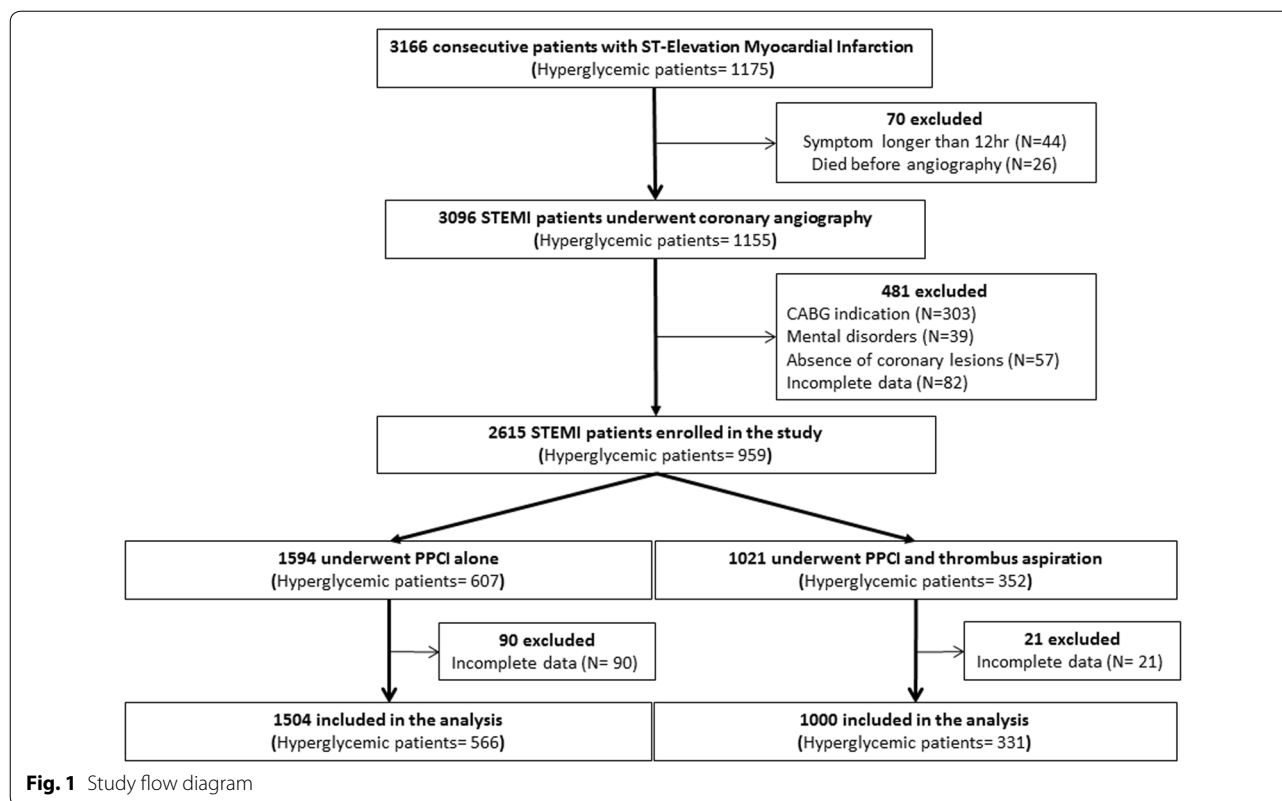 3166 consecutive patients with ST-Elevation Myocardial Infarction
(Hyperglycemic patients= 1175)
70 excluded
Symptom longer than 12hr (N=44)
Died before angiography (N=26)
3096 STEMI patients underwent coronary angiography
(Hyperglycemic patients= 1155)
481 excluded
CABG indication (N=303)
Mental disorders (N=39)
Absence of coronary lesions (N=57)
Incomplete data (N=82)
2615 STEMI patients enrolled in the study
(Hyperglycemic patients= 959)
1594 underwent PPCI alone
(Hyperglycemic patients= 607)
1021 underwent PPCI and thrombus aspiration
(Hyperglycemic patients= 352)
90 excluded
Incomplete data (N= 90)
21 excluded
Incomplete data (N= 21)
1504 included in the analysis
(Hyperglycemic patients= 566)
1000 included in the analysis
(Hyperglycemic patients= 331)
Fig. 1 Study flow diagram